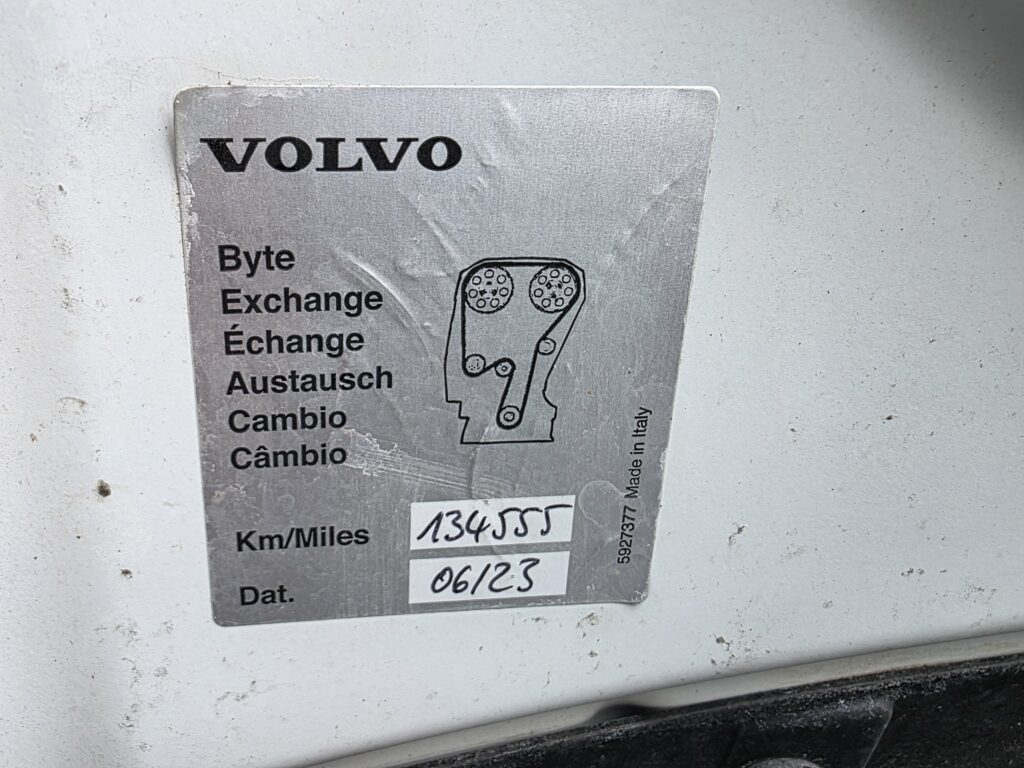 VOLVO
Byte
Exchange
Échange
Austausch
Cambio
Câmbio
Km/Miles 134555
Dat. 06/23
5927377 Made in Italy